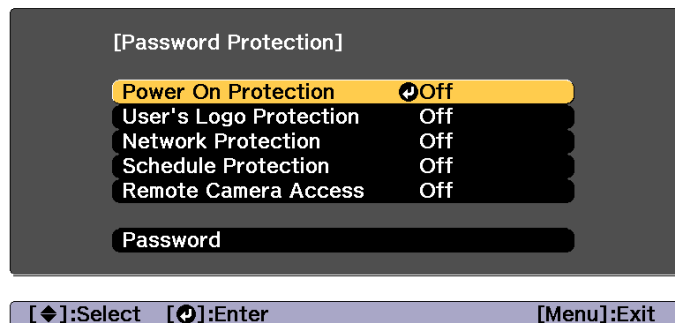 [Password Protection]
Power On Protection Off
User's Logo Protection Off
Network Protection Off
Schedule Protection Off
Remote Camera Access Off
Password
[◆]:Select [↵]:Enter [Menu]:Exit